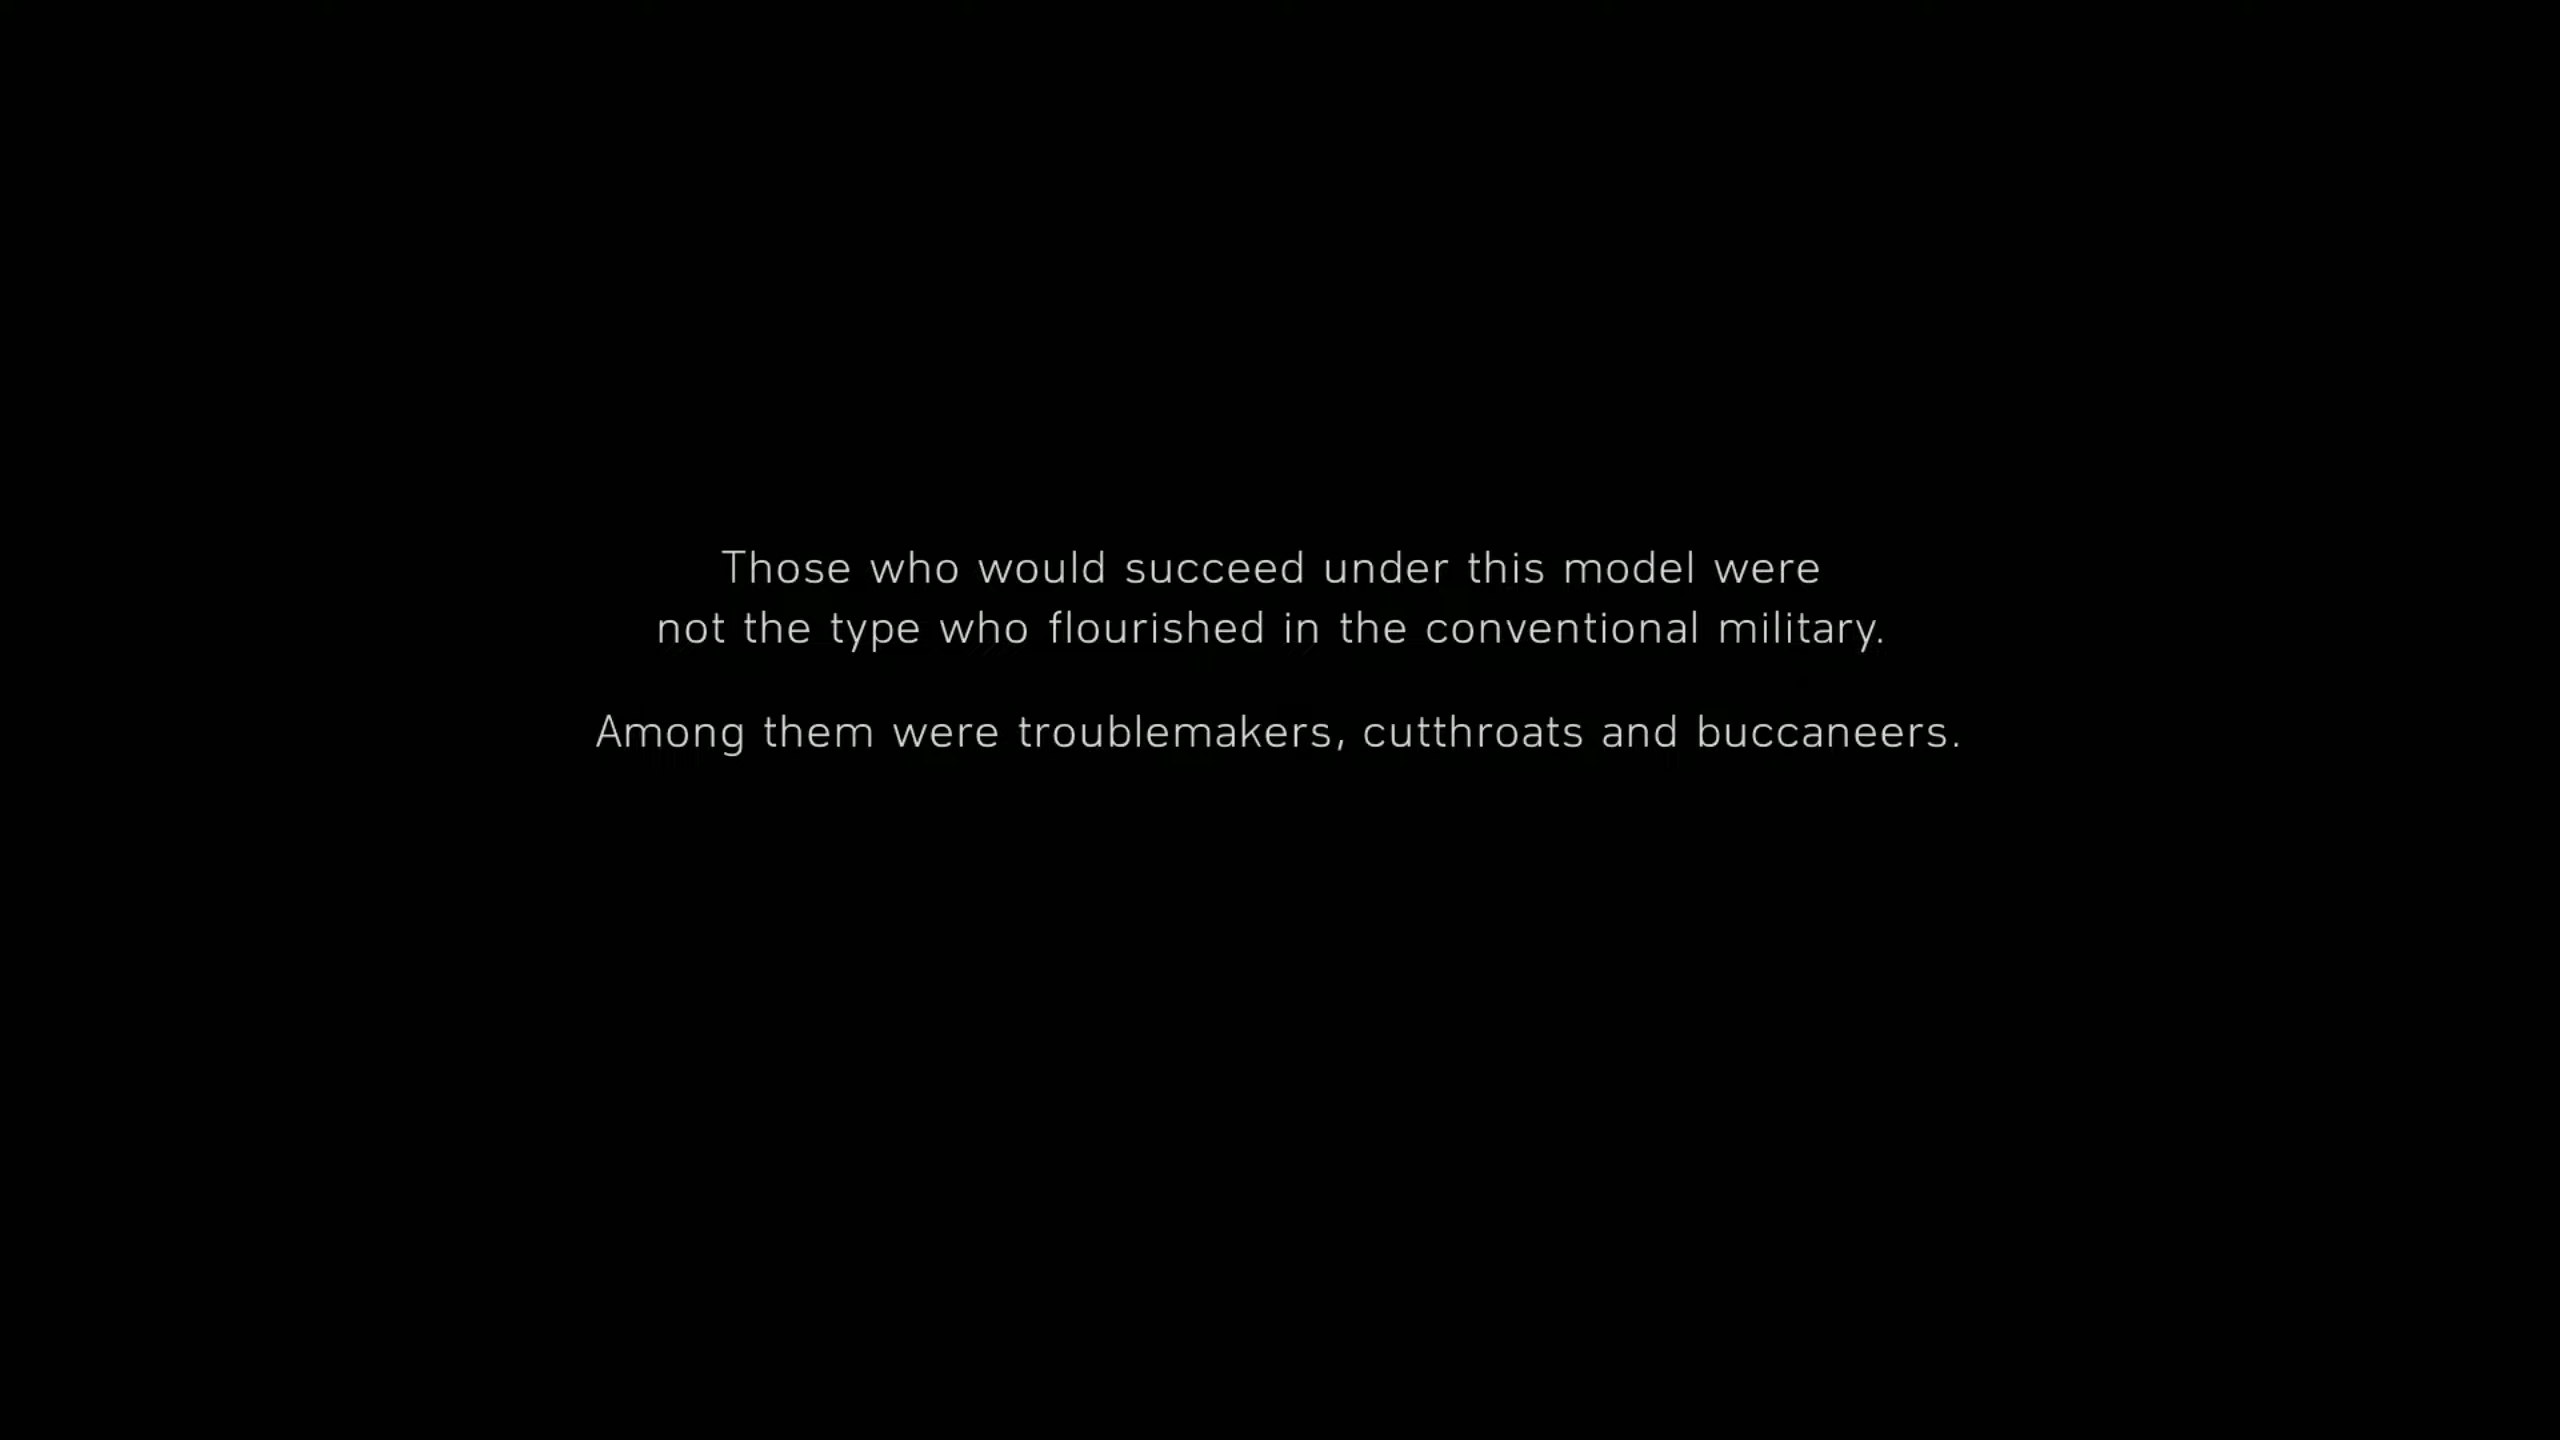 Those who would succeed under this model were
not the type who flourished in the conventional military.
Among them were troublemakers, cutthroats and buccaneers.